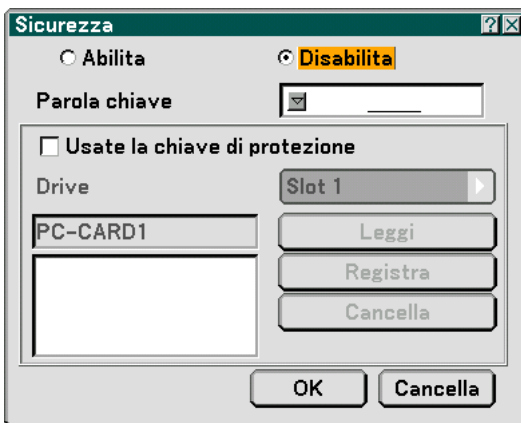 Sicurezza
Abilita Disabilita
Parola chiave
Usate la chiave di protezione
Drive Slot 1
PC-CARD1 Leggi
Registra
Cancella
OK Cancella